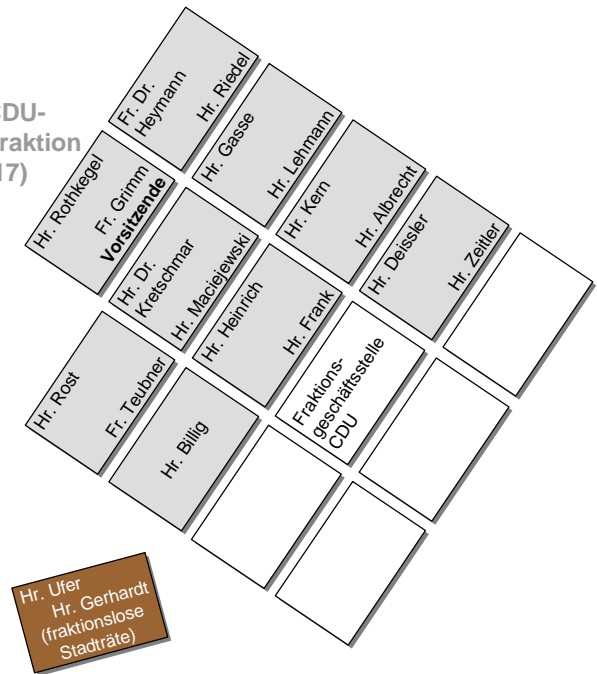 CDU-
raktion
17)
Fr. Dr.
Heymann
Hr. Riedel
Hr. Gasse
Hr. Lehmann
Hr. Kern
Hr. Albrecht
Hr. Deissler
Hr. Zeitler
Hr. Rothkegel
Fr. Grimm
Vorsitzende
Hr. Dr.
Kretschmar
Hr. Maciejewski
Hr. Heinrich
Hr. Frank
Fraktions-
geschäftsstelle
CDU
Hr. Rost
Fr. Teubner
Hr. Billig
Hr. Ufer
Hr. Gerhardt
(fraktionslose
Stadträte)